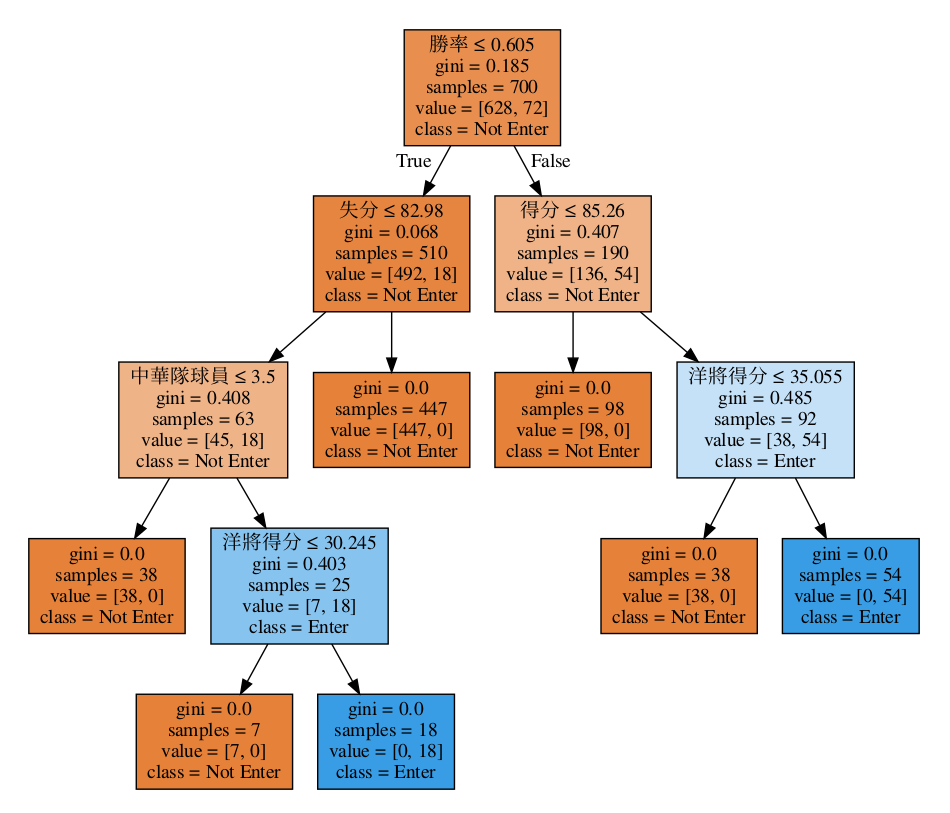 勝率 ≤ 0.605
gini = 0.185
samples = 700
value = [628, 72]
class = Not Enter
True
False
失分 ≤ 82.98
gini = 0.068
samples = 510
value = [492, 18]
class = Not Enter
得分 ≤ 85.26
gini = 0.407
samples = 190
value = [136, 54]
class = Not Enter
中華隊球員 ≤ 3.5
gini = 0.408
samples = 63
value = [45, 18]
class = Not Enter
gini = 0.0
samples = 447
value = [447, 0]
class = Not Enter
gini = 0.0
samples = 98
value = [98, 0]
class = Not Enter
洋將得分 ≤ 35.055
gini = 0.485
samples = 92
value = [38, 54]
class = Enter
gini = 0.0
samples = 38
value = [38, 0]
class = Not Enter
洋將得分 ≤ 30.245
gini = 0.403
samples = 25
value = [7, 18]
class = Enter
gini = 0.0
samples = 38
value = [38, 0]
class = Not Enter
gini = 0.0
samples = 54
value = [0, 54]
class = Enter
gini = 0.0
samples = 7
value = [7, 0]
class = Not Enter
gini = 0.0
samples = 18
value = [0, 18]
class = Enter